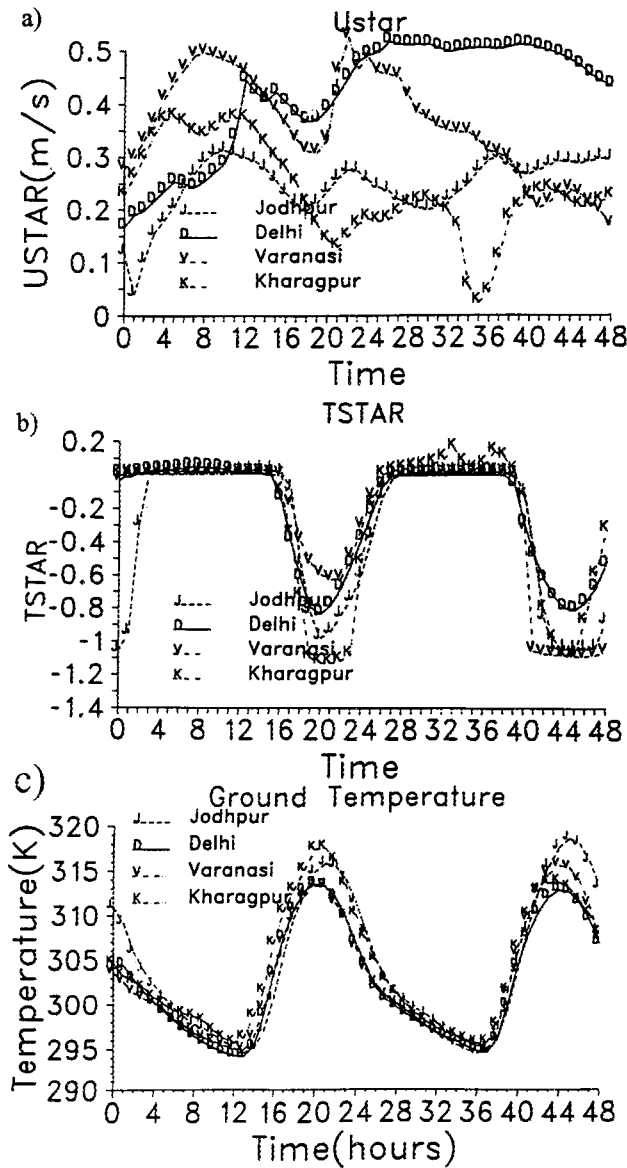 a)
Ustar
USTAR(m/s)
0.5
0.4
0.3
0.2
0.1
0
J Jodhpur
D Delhi
V Varanasi
K Kharagpur
0 4 8 12 16 20 24 28 32 36 40 44 48
Time
b)
TSTAR
TSTAR
0.2
-0.2
-0.4
-0.6
-0.8
-1
-1.2
-1.4
J Jodhpur
D Delhi
V Varanasi
K Kharagpur
0 4 8 12 16 20 24 28 32 36 40 44 48
Time
c)
Ground Temperature
Temperature(K)
320
315
310
305
300
295
290
J Jodhpur
D Delhi
V Varanasi
K Kharagpur
0 4 8 12 16 20 24 28 32 36 40 44 48
Time(hours)